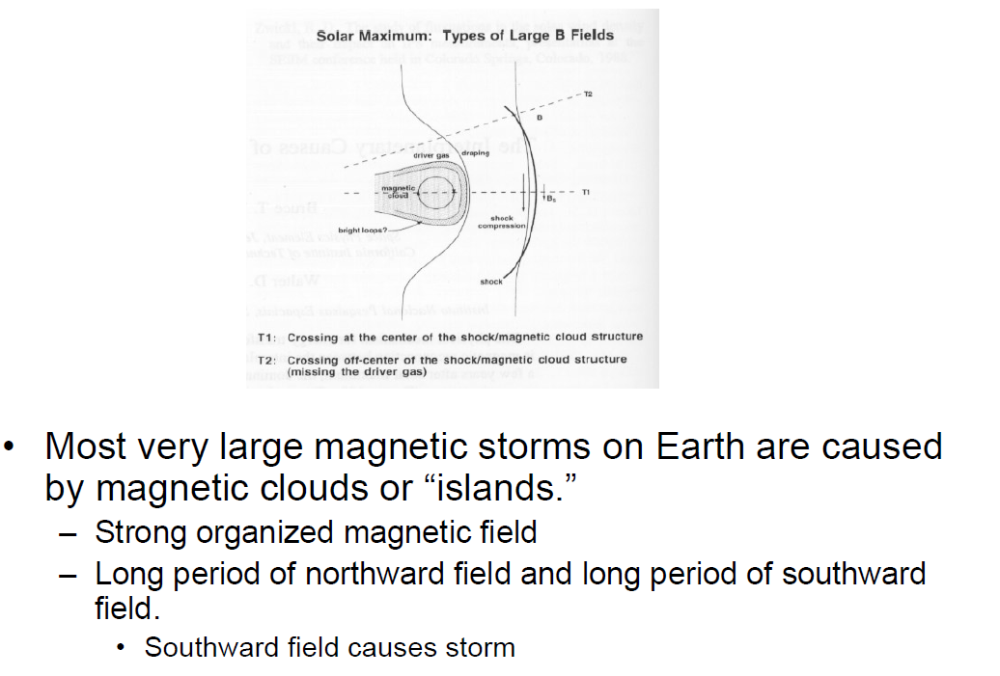 Solar Maximum: Types of Large B Fields
T2
B
driver gas
draping
magnetic
cloud
T1
Bs
shock
compression
bright loops?
shock
T1: Crossing at the center of the shock/magnetic cloud structure
T2: Crossing off-center of the shock/magnetic cloud structure
(missing the driver gas)
• Most very large magnetic storms on Earth are caused
by magnetic clouds or “islands.”
– Strong organized magnetic field
– Long period of northward field and long period of southward
field.
• Southward field causes storm